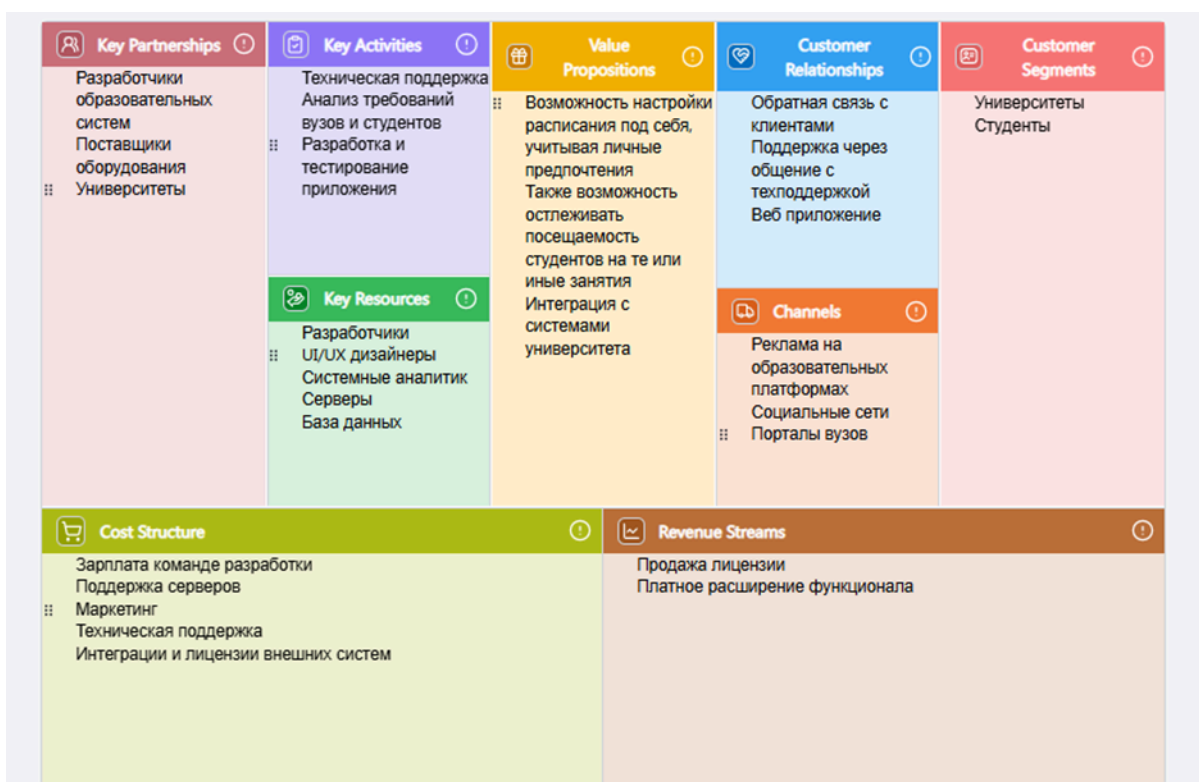 Key Partnerships
Разработчики
образовательных
систем
Поставщики
оборудования
Университеты
Key Activities
Техническая поддержка
Анализ требований
вузов и студентов
Разработка и
тестирование
приложения
Key Resources
Разработчики
UI/UX дизайнеры
Системные аналитик
Серверы
База данных
Value
Propositions
Возможность настройки
расписания под себя,
учитывая личные
предпочтения
Также возможность
остлеживать
посещаемость
студентов на те или
иные занятия
Интеграция с
системами
университета
Customer
Relationships
Обратная связь с
клиентами
Поддержка через
общение с
техподдержкой
Веб приложение
Channels
Реклама на
образовательных
платформах
Социальные сети
Порталы вузов
Customer
Segments
Университеты
Студенты
Cost Structure
Зарплата команде разработки
Поддержка серверов
Маркетинг
Техническая поддержка
Интеграции и лицензии внешних систем
Revenue Streams
Продажа лицензии
Платное расширение функционала